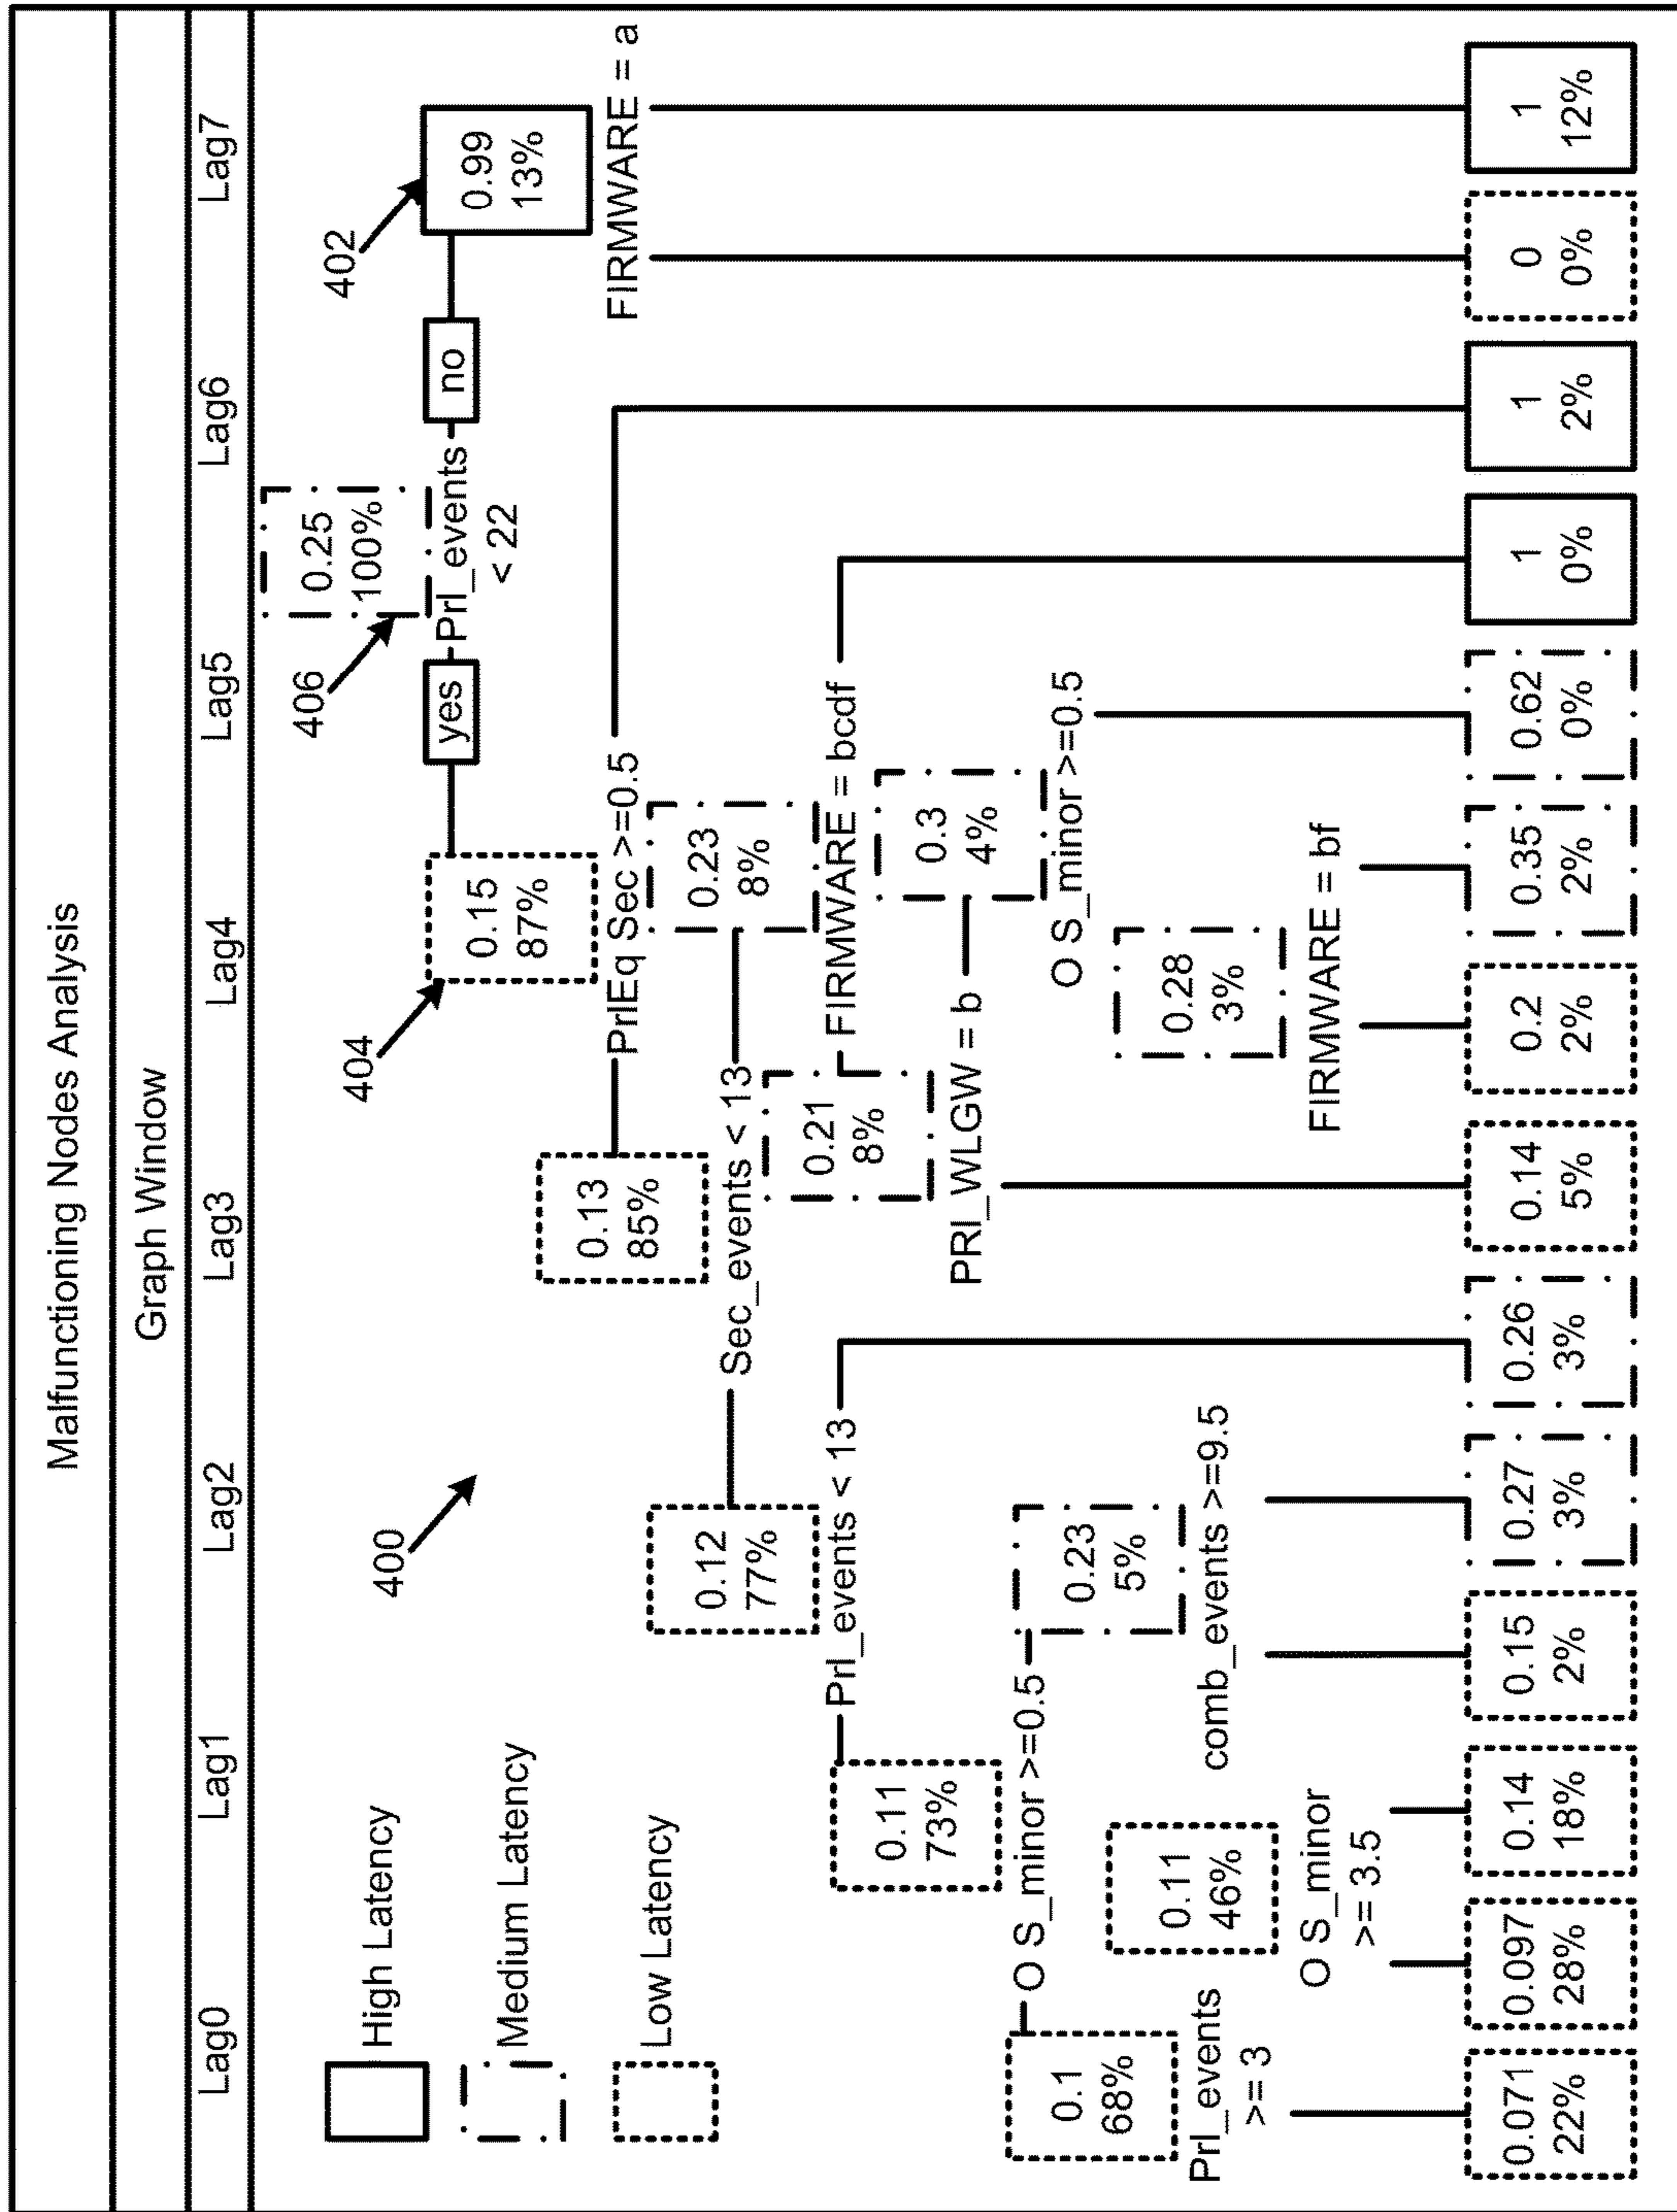 Malfunctioning Nodes Analysis
Graph Window
Lag0 Lag1 Lag2 Lag3 Lag4 Lag5 Lag6 Lag7
High Latency
Medium Latency
Low Latency
400
402
404
406
0.25
100%
yes
Prl_events
< 22
no
0.15
87%
0.99
13%
PrlEq Sec >=0.5
FIRMWARE = a
0.13
85%
Sec_events < 13
0.12
77%
0.23
8%
Prl_events < 13
FIRMWARE = bcdf
0.11
73%
0.21
8%
O S_minor >=0.5
PRI_WLGW = b
0.3
4%
0.1
68%
0.23
5%
O S_minor >=0.5
Prl_events
>= 3
0.11
46%
comb_events >=9.5
0.28
3%
O S_minor
>= 3.5
FIRMWARE = bf
0.071 0.097 0.14 0.15 0.27 0.26 0.14 0.2 0.35 0.62 1 1 0 1
22% 28% 18% 2% 3% 3% 5% 2% 2% 0% 0% 2% 0% 12%